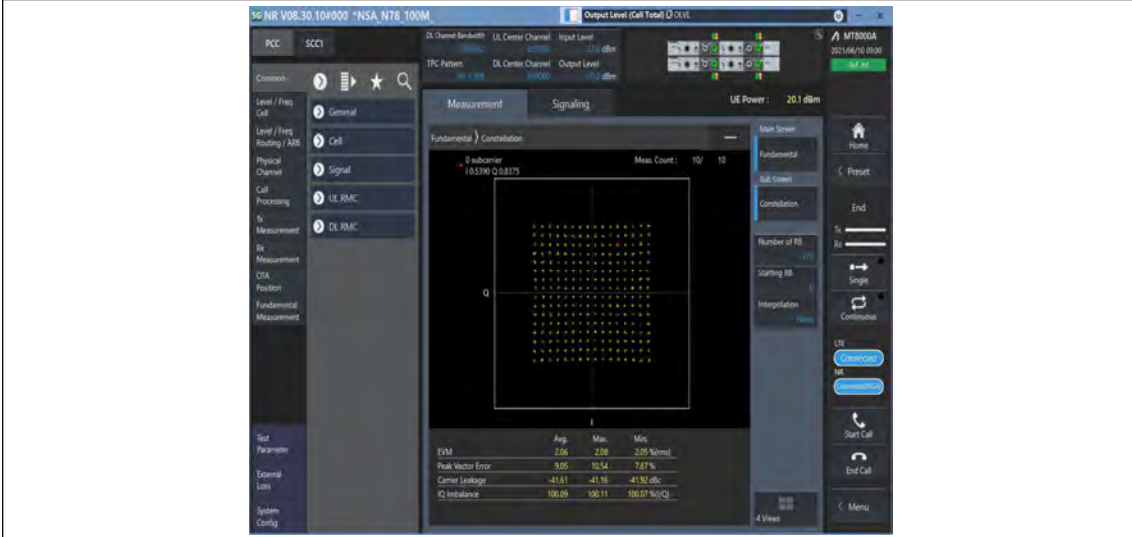 5G NR V08.30.10#000 *NSA_N78_100M_
Output Level (Cell Total) OLVL
PCC SCC1
DL Channel Bandwidth UL Center Channel Input Level
dBm
TPC Pattern DL Center Channel Output Level
dBm
MT8000A
2021/06/10 09:00
Common
Level / Freq
Cell
Level / Freq
Routing / ARB
Physical
Channel
Call
Processing
Tx
Measurement
Rx
Measurement
OTA
Position
Fundamental
Measurement
Test
Parameter
External
Loss
System
Config
General
Cell
Signal
UL RMC
DL RMC
Measurement Signaling UE Power : 20.1 dBm
Fundamental Constellation
0 subcarrier Meas. Count : 10/ 10
I 0.5390 Q 0.8375
Q
I
Avg. Max. Min.
EVM 2.06 2.08 2.05 %(rms)
Peak Vector Error 9.05 10.54 7.87 %
Carrier Leakage -41.61 -41.16 -41.92 dBc
IQ Imbalance 100.09 100.11 100.07 %(I/Q)
Main Screen
Fundamental
Sub Screen
Constellation
Number of RB
Starting RB
Interpolation
None
4 Views
Home
Preset
End
Tx
Rx
Single
Continuous
LTE
Connected
NR
Connected(NSA)
Start Call
End Call
Menu